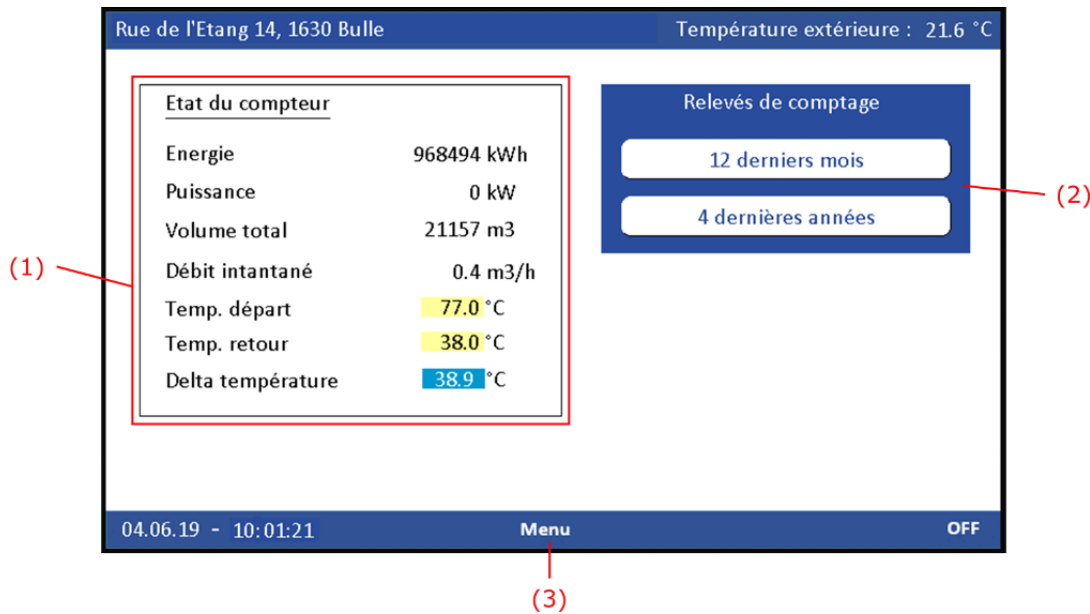 Rue de l'Etang 14, 1630 Bulle Température extérieure : 21.6 °C
Etat du compteur
Energie 968494 kWh
Puissance 0 kW
Volume total 21157 m3
Débit intantané 0.4 m3/h
Temp. départ 77.0 °C
Temp. retour 38.0 °C
Delta température 38.9 °C
(1)
Relevés de comptage
12 derniers mois
4 dernières années
(2)
04.06.19 - 10:01:21 Menu OFF
(3)